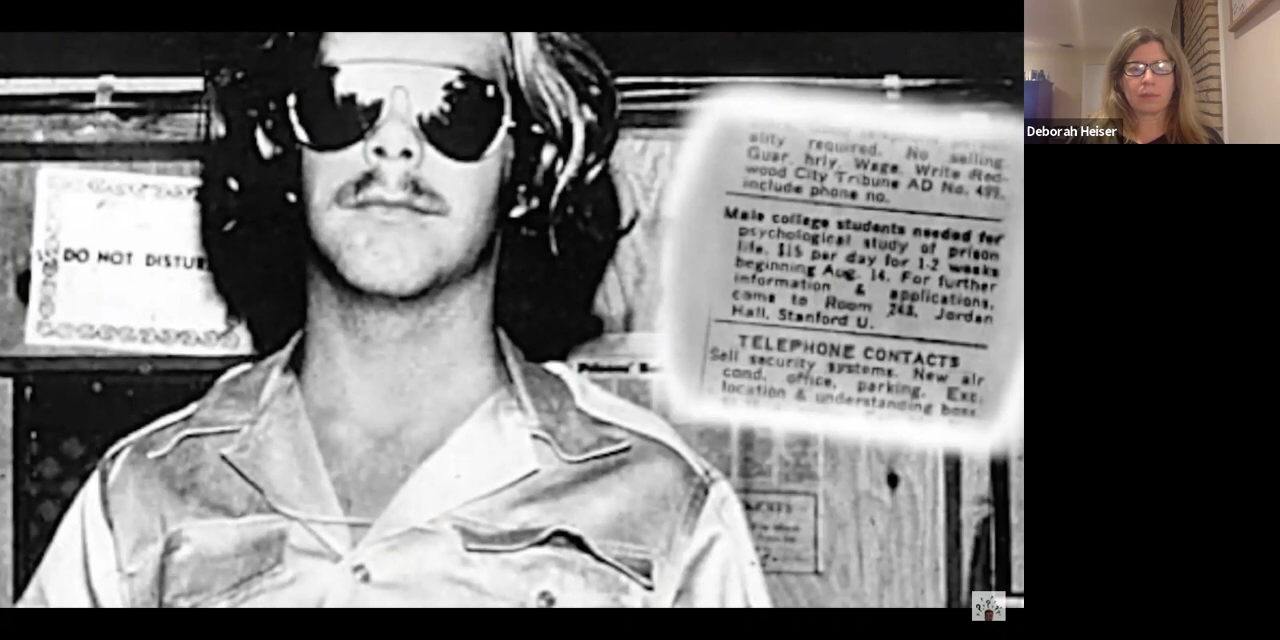 DO NOT DISTUR
ality required. No selling.
Guar. hrly. Wage. Write Red-
wood City Tribune AD No. 499,
include phone no.
Male college students needed for
psychological study of prison
life. $15 per day for 1-2 weeks
beginning Aug. 14. For further
information & applications,
come to Room 248, Jordan
Hall, Stanford U.
TELEPHONE CONTACTS
Sell security systems. New air
cond. office, parking. Exc.
location & understanding boss
Deborah Heiser